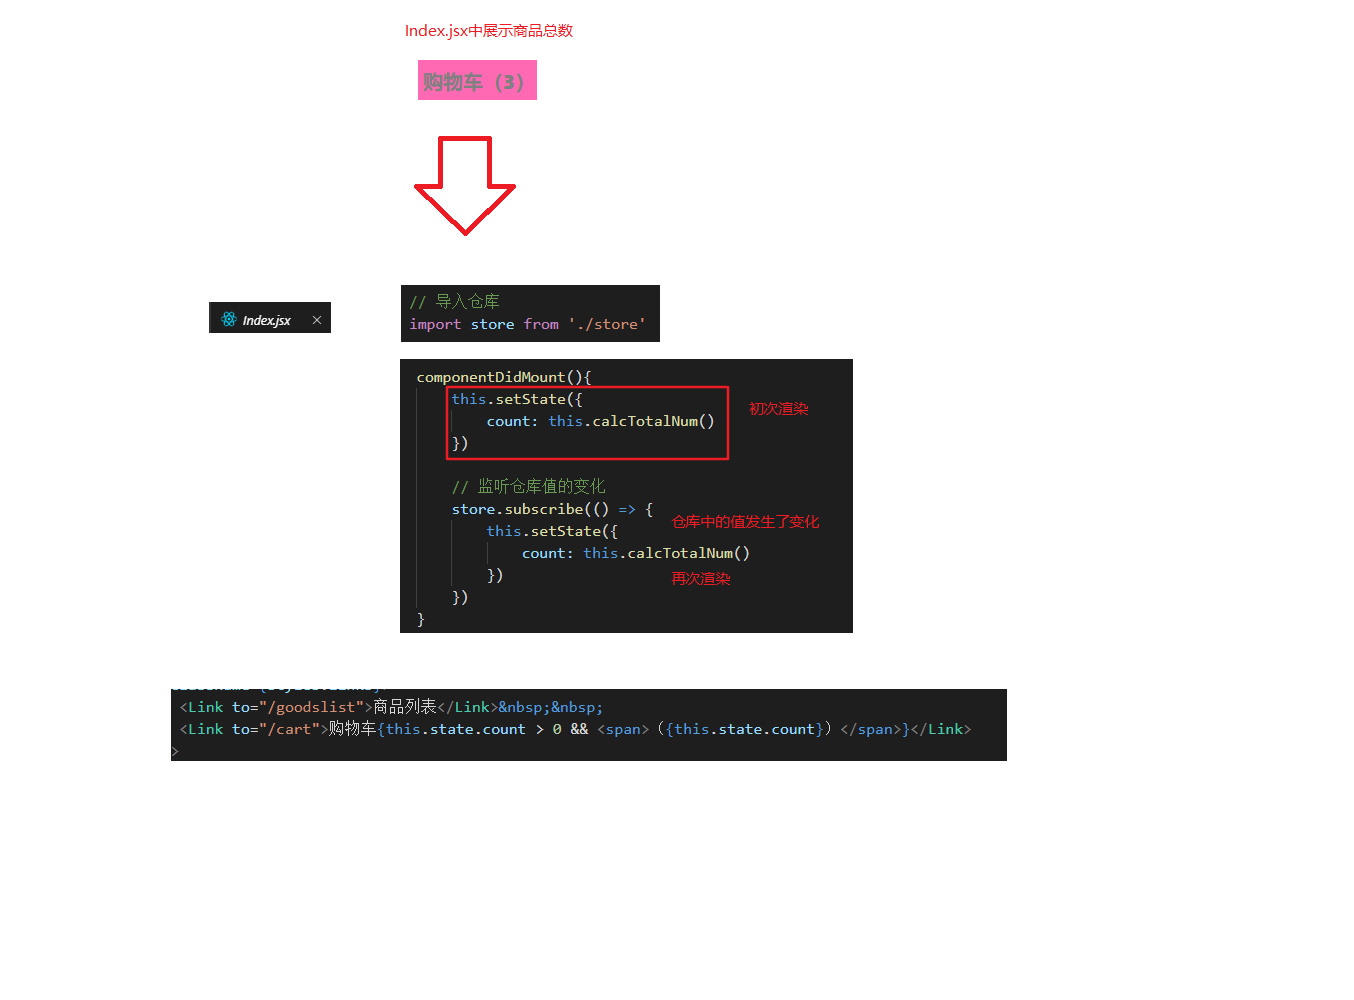 Index.jsx中展示商品总数
购物车（3）
Index.jsx ×
// 导入仓库
import store from './store'
componentDidMount(){
this.setState({
count: this.calcTotalNum()
})
初次渲染
// 监听仓库值的变化
store.subscribe(() => {
仓库中的值发生了变化
this.setState({
count: this.calcTotalNum()
})
再次渲染
})
}
<Link to="/goodslist">商品列表</Link>&nbsp;&nbsp;
<Link to="/cart">购物车{this.state.count > 0 && <span>（{this.state.count}）</span>}</Link>
>